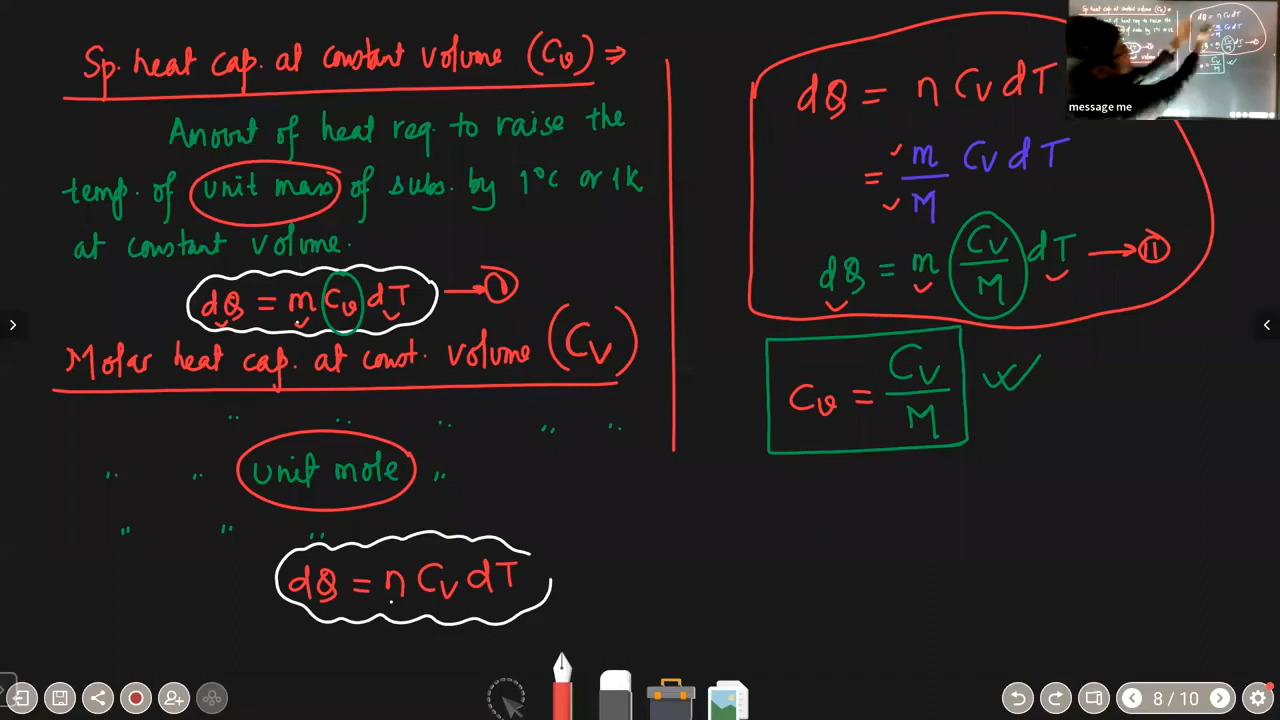 Sp. heat cap. at constant volume (Cv) ⇒
Amount of heat req. to raise the
temp. of unit mass of subs. by 1°C or 1K
at constant volume.
dQ = m Cv dT → (I)
Molar heat cap. at const. volume (CV)
" " " " "
" " unit mole "
" " "
dQ = n CV dT
dQ = n CV dT
= m/M CV dT
dQ = m CV/M dT → (II)
Cv = CV/M
message me
8 / 10